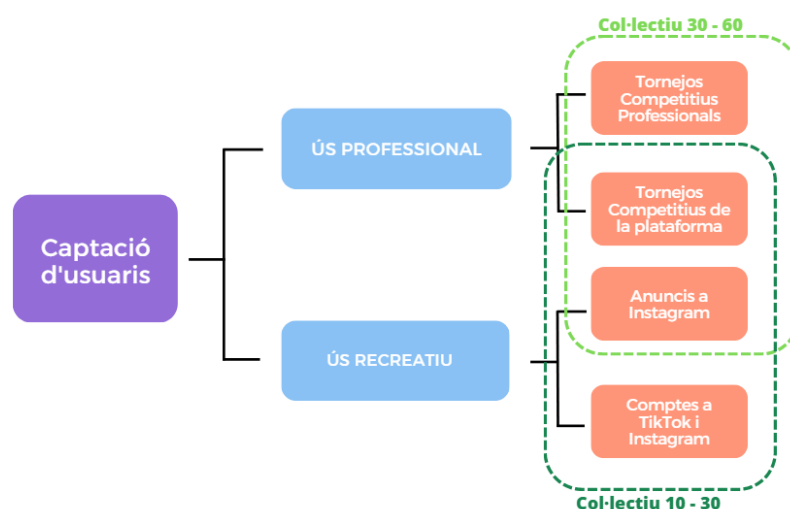 Col·lectiu 30 - 60
Tornejos
Competitius
Professionals
ÚS PROFESSIONAL
Tornejos
Competitius de
la plataforma
Captació
d'usuaris
Anuncis a
Instagram
ÚS RECREATIU
Comptes a
TikTok i
Instagram
Col·lectiu 10 - 30